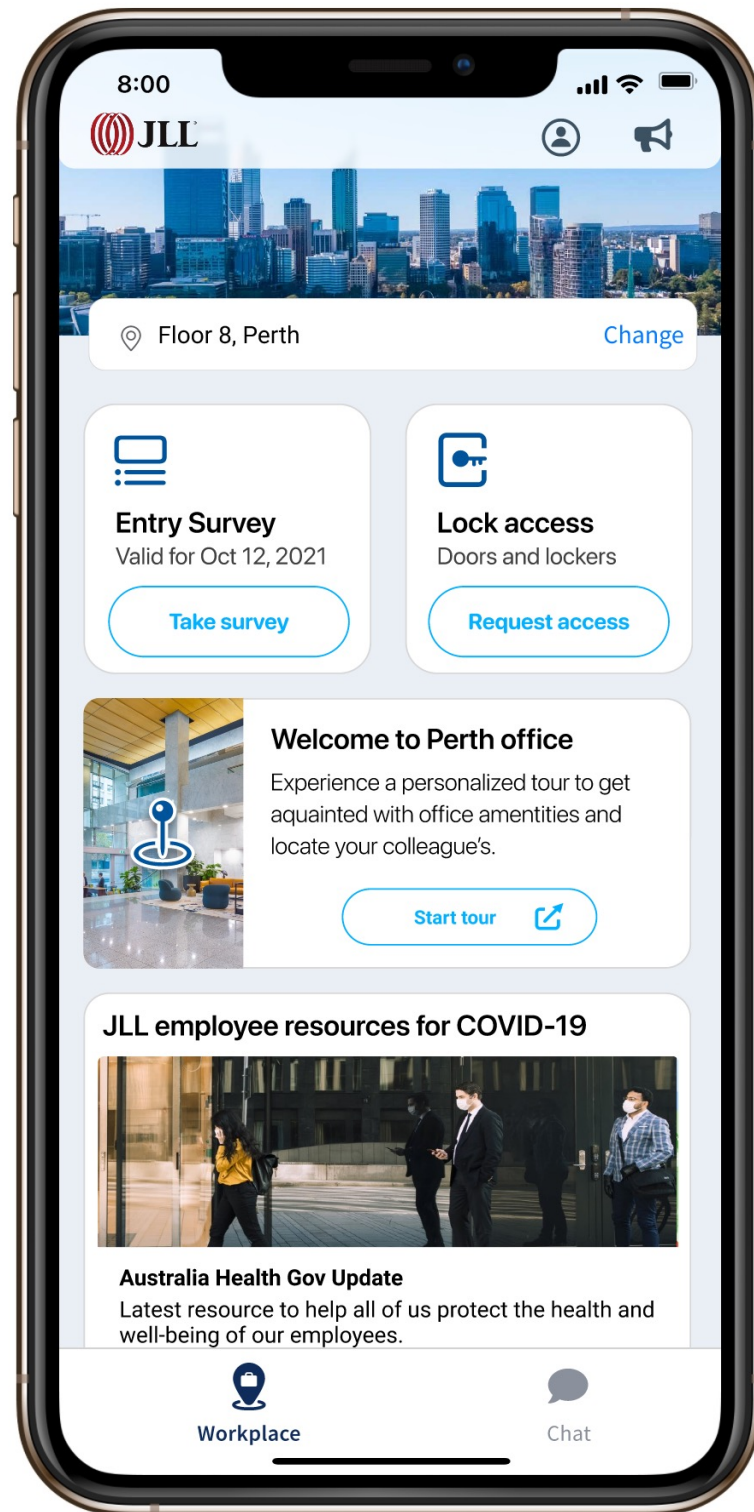 8:00
JLL
Floor 8, Perth
Change
Entry Survey
Valid for Oct 12, 2021
Take survey
Lock access
Doors and lockers
Request access
Welcome to Perth office
Experience a personalized tour to get
aquainted with office amentities and
locate your colleague's.
Start tour
JLL employee resources for COVID-19
Australia Health Gov Update
Latest resource to help all of us protect the health and
well-being of our employees.
Workplace
Chat